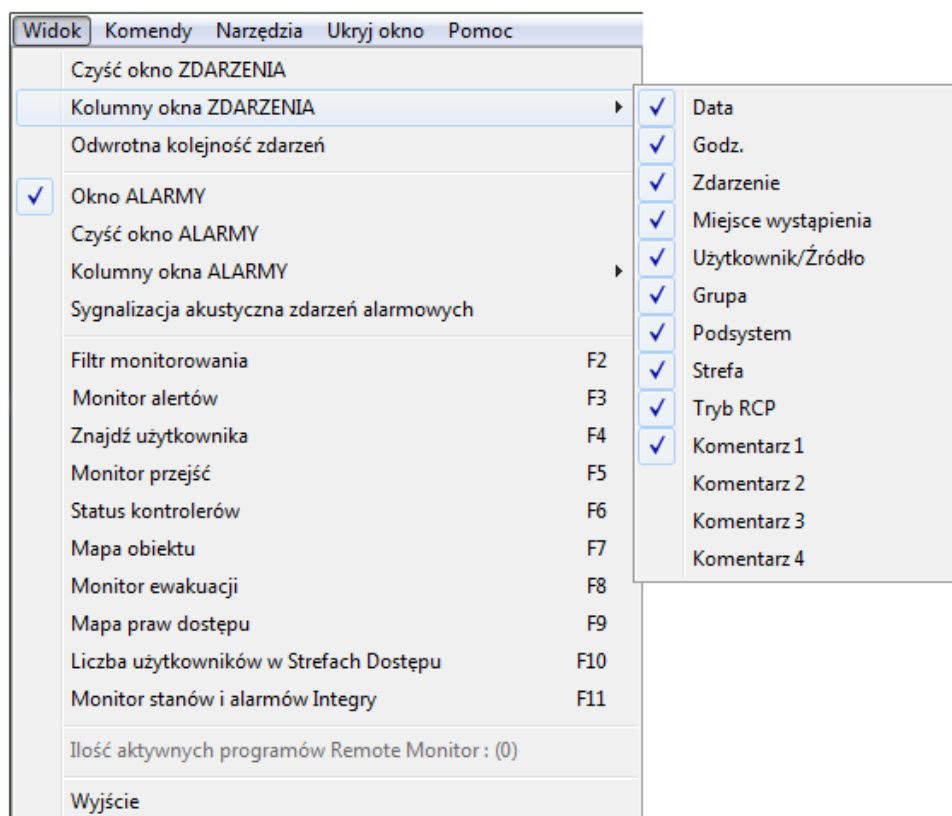 Widok Komendy Narzędzia Ukryj okno Pomoc
Czyść okno ZDARZENIA
Kolumny okna ZDARZENIA
Odwrotna kolejność zdarzeń
Okno ALARMY
Czyść okno ALARMY
Kolumny okna ALARMY
Sygnalizacja akustyczna zdarzeń alarmowych
Filtr monitorowania F2
Monitor alertów F3
Znajdź użytkownika F4
Monitor przejść F5
Status kontrolerów F6
Mapa obiektu F7
Monitor ewakuacji F8
Mapa praw dostępu F9
Liczba użytkowników w Strefach Dostępu F10
Monitor stanów i alarmów Integry F11
Ilość aktywnych programów Remote Monitor : (0)
Wyjście
Data
Godz.
Zdarzenie
Miejsce wystąpienia
Użytkownik/Źródło
Grupa
Podsystem
Strefa
Tryb RCP
Komentarz 1
Komentarz 2
Komentarz 3
Komentarz 4